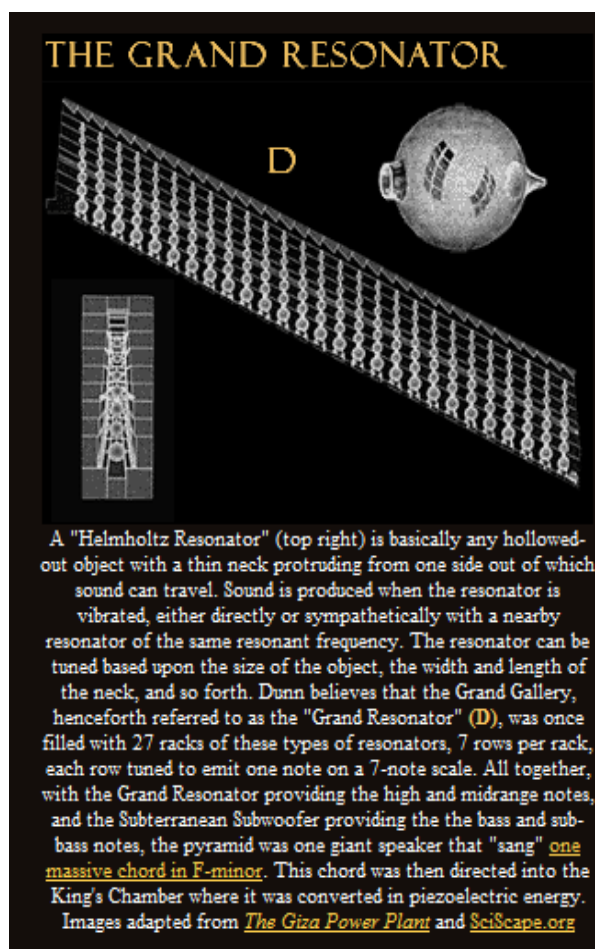 THE GRAND RESONATOR
D
A "Helmholtz Resonator" (top right) is basically any hollowed-
out object with a thin neck protruding from one side out of which
sound can travel. Sound is produced when the resonator is
vibrated, either directly or sympathetically with a nearby
resonator of the same resonant frequency. The resonator can be
tuned based upon the size of the object, the width and length of
the neck, and so forth. Dunn believes that the Grand Gallery,
henceforth referred to as the "Grand Resonator" (D), was once
filled with 27 racks of these types of resonators, 7 rows per rack,
each row tuned to emit one note on a 7-note scale. All together,
with the Grand Resonator providing the high and midrange notes,
and the Subterranean Subwoofer providing the the bass and sub-
bass notes, the pyramid was one giant speaker that "sang" one
massive chord in F-minor. This chord was then directed into the
King's Chamber where it was converted in piezoelectric energy.
Images adapted from The Giza Power Plant and SciScape.org